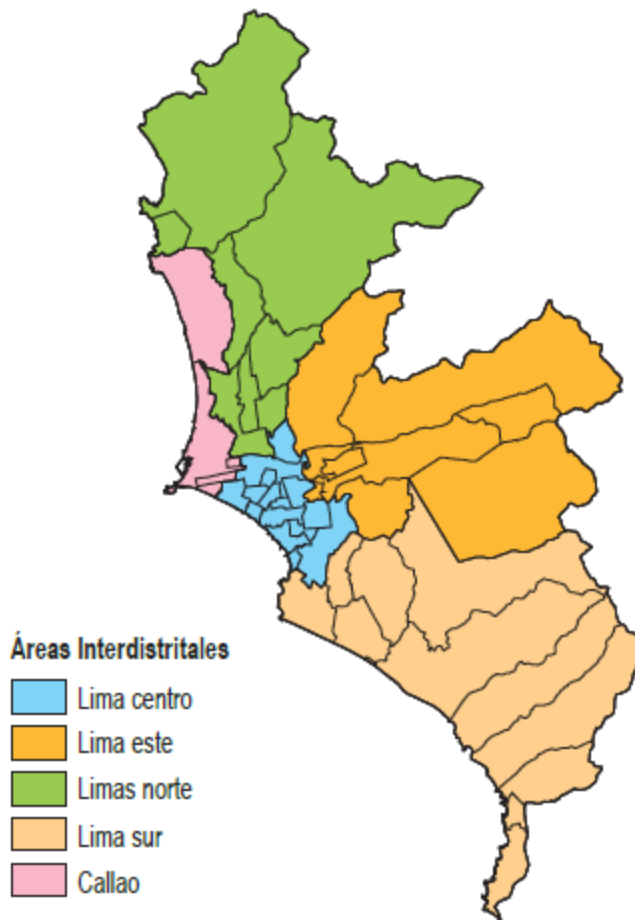 Áreas Interdistritales
Lima centro
Lima este
Limas norte
Lima sur
Callao